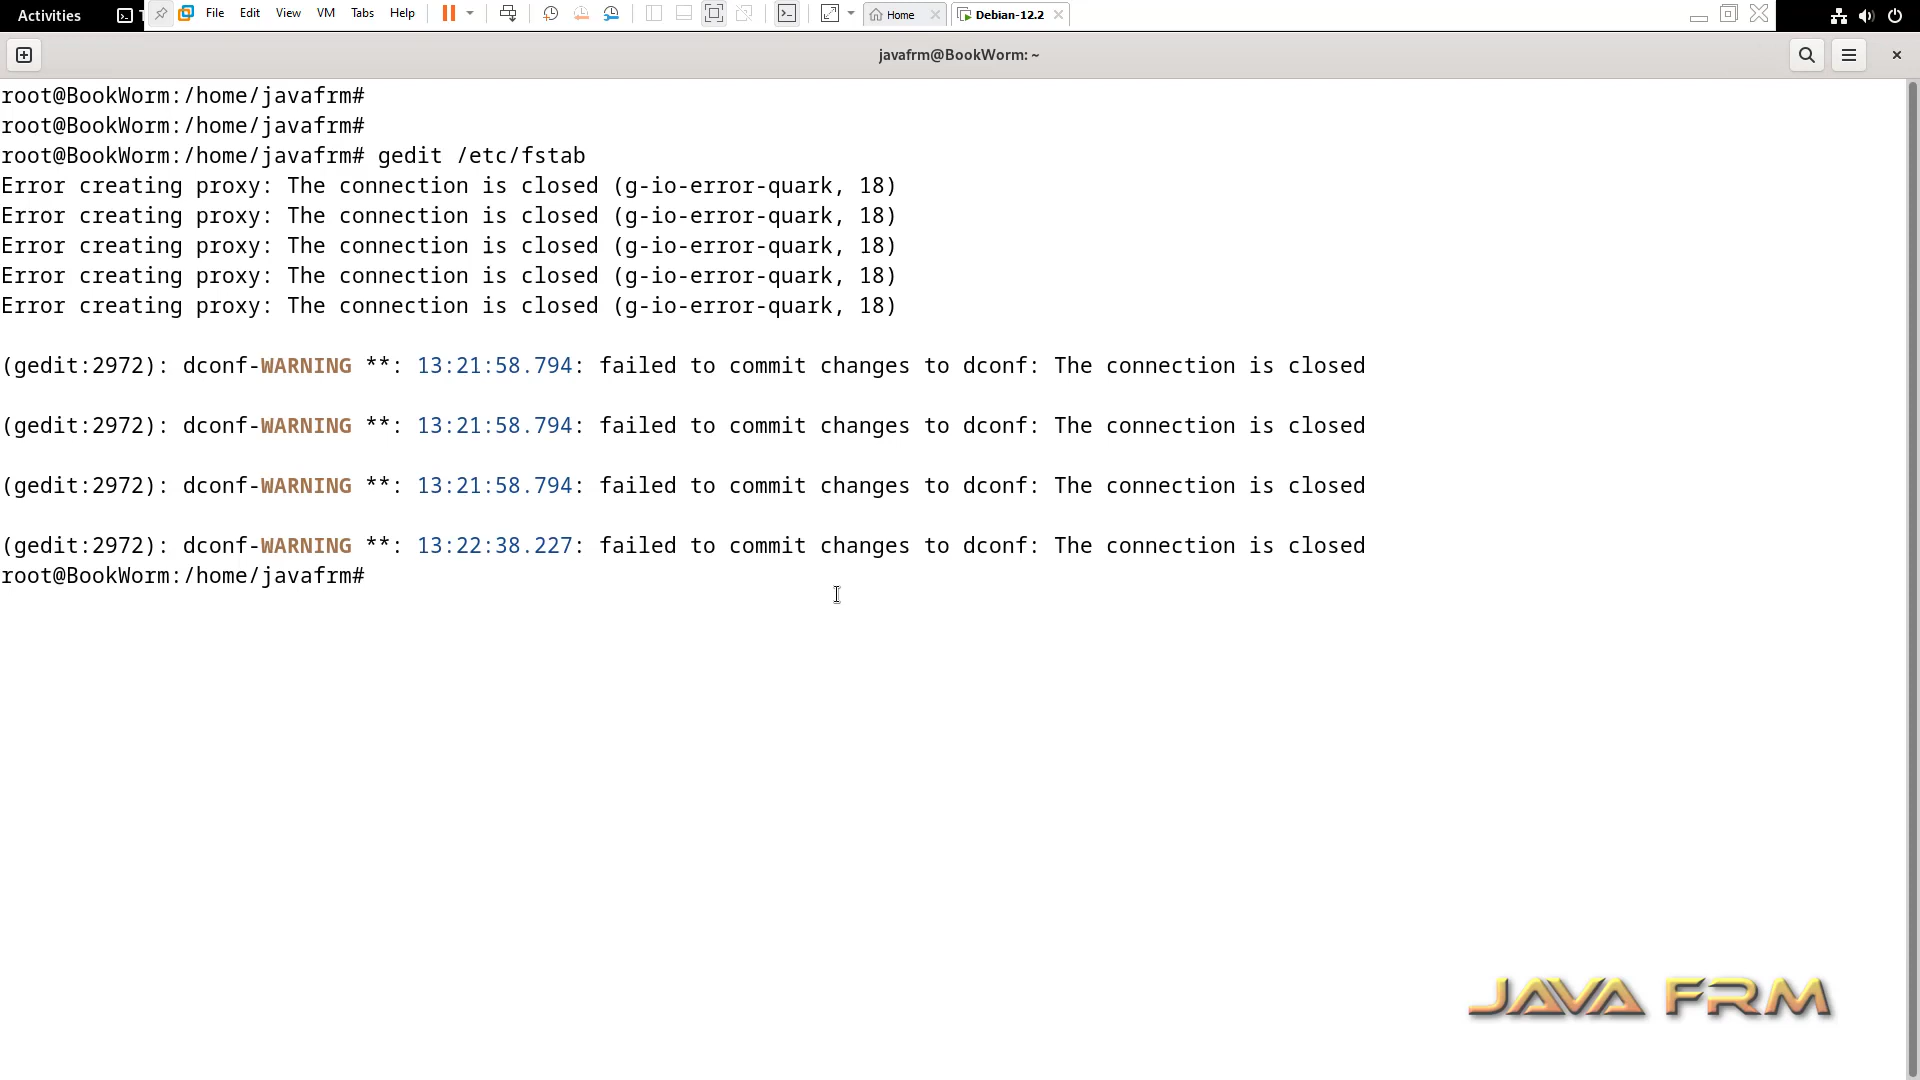 Activities
File Edit View VM Tabs Help
Home
Debian-12.2
javafrm@BookWorm: ~
root@BookWorm:/home/javafrm#
root@BookWorm:/home/javafrm#
root@BookWorm:/home/javafrm# gedit /etc/fstab
Error creating proxy: The connection is closed (g-io-error-quark, 18)
Error creating proxy: The connection is closed (g-io-error-quark, 18)
Error creating proxy: The connection is closed (g-io-error-quark, 18)
Error creating proxy: The connection is closed (g-io-error-quark, 18)
Error creating proxy: The connection is closed (g-io-error-quark, 18)
(gedit:2972): dconf-WARNING **: 13:21:58.794: failed to commit changes to dconf: The connection is closed
(gedit:2972): dconf-WARNING **: 13:21:58.794: failed to commit changes to dconf: The connection is closed
(gedit:2972): dconf-WARNING **: 13:21:58.794: failed to commit changes to dconf: The connection is closed
(gedit:2972): dconf-WARNING **: 13:22:38.227: failed to commit changes to dconf: The connection is closed
root@BookWorm:/home/javafrm#
JAVA FRM